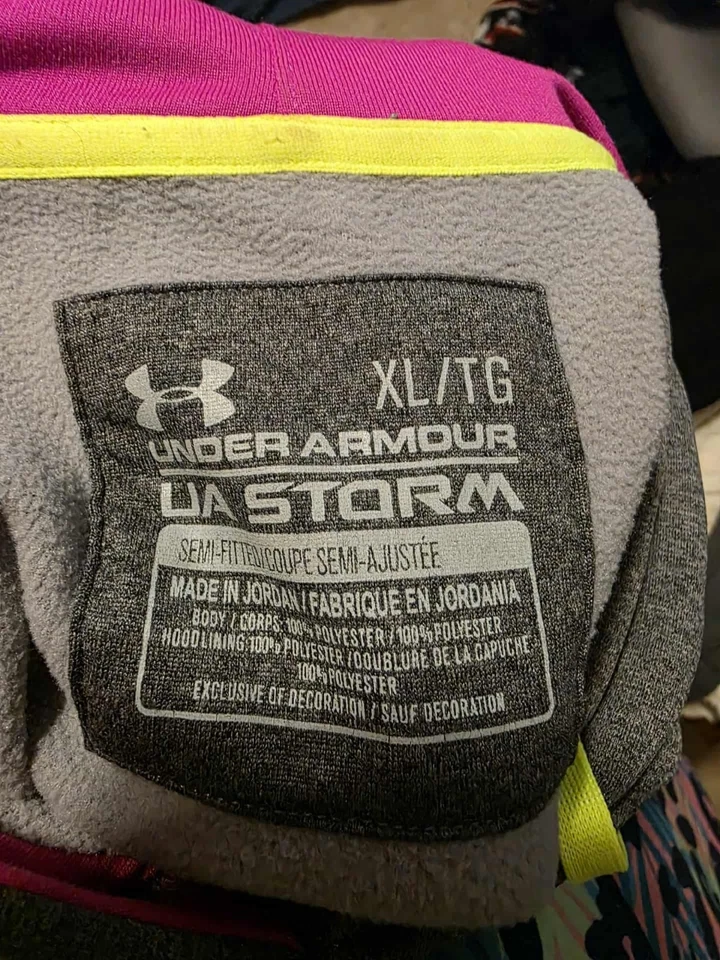 XL/TG
UNDER ARMOUR
UA STORM
SEMI-FITTED/COUPE SEMI-AJUSTÉE
MADE IN JORDAN / FABRIQUE EN JORDANIA
BODY / CORPS 100% POLYESTER / 100% POLYESTER
HOOD LINING 100% POLYESTER / DOUBLURE DE LA CAPUCHE
100% POLYESTER
EXCLUSIVE OF DECORATION / SAUF DECORATION